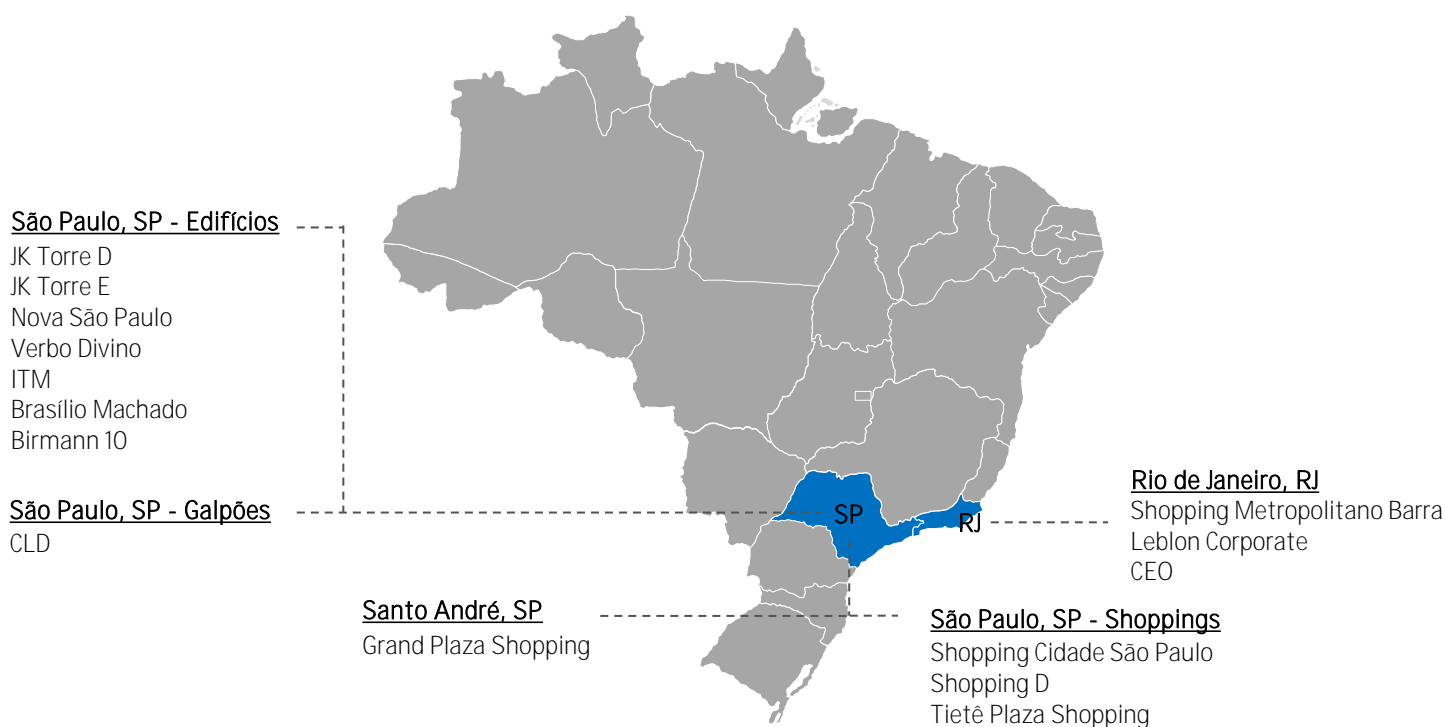 São Paulo, SP - Edifícios
JK Torre D
JK Torre E
Nova São Paulo
Verbo Divino
ITM
Brasílio Machado
Birmann 10
São Paulo, SP - Galpões
CLD
SP
RJ
Rio de Janeiro, RJ
Shopping Metropolitano Barra
Leblon Corporate
CEO
Santo André, SP
Grand Plaza Shopping
São Paulo, SP - Shoppings
Shopping Cidade São Paulo
Shopping D
Tietê Plaza Shopping